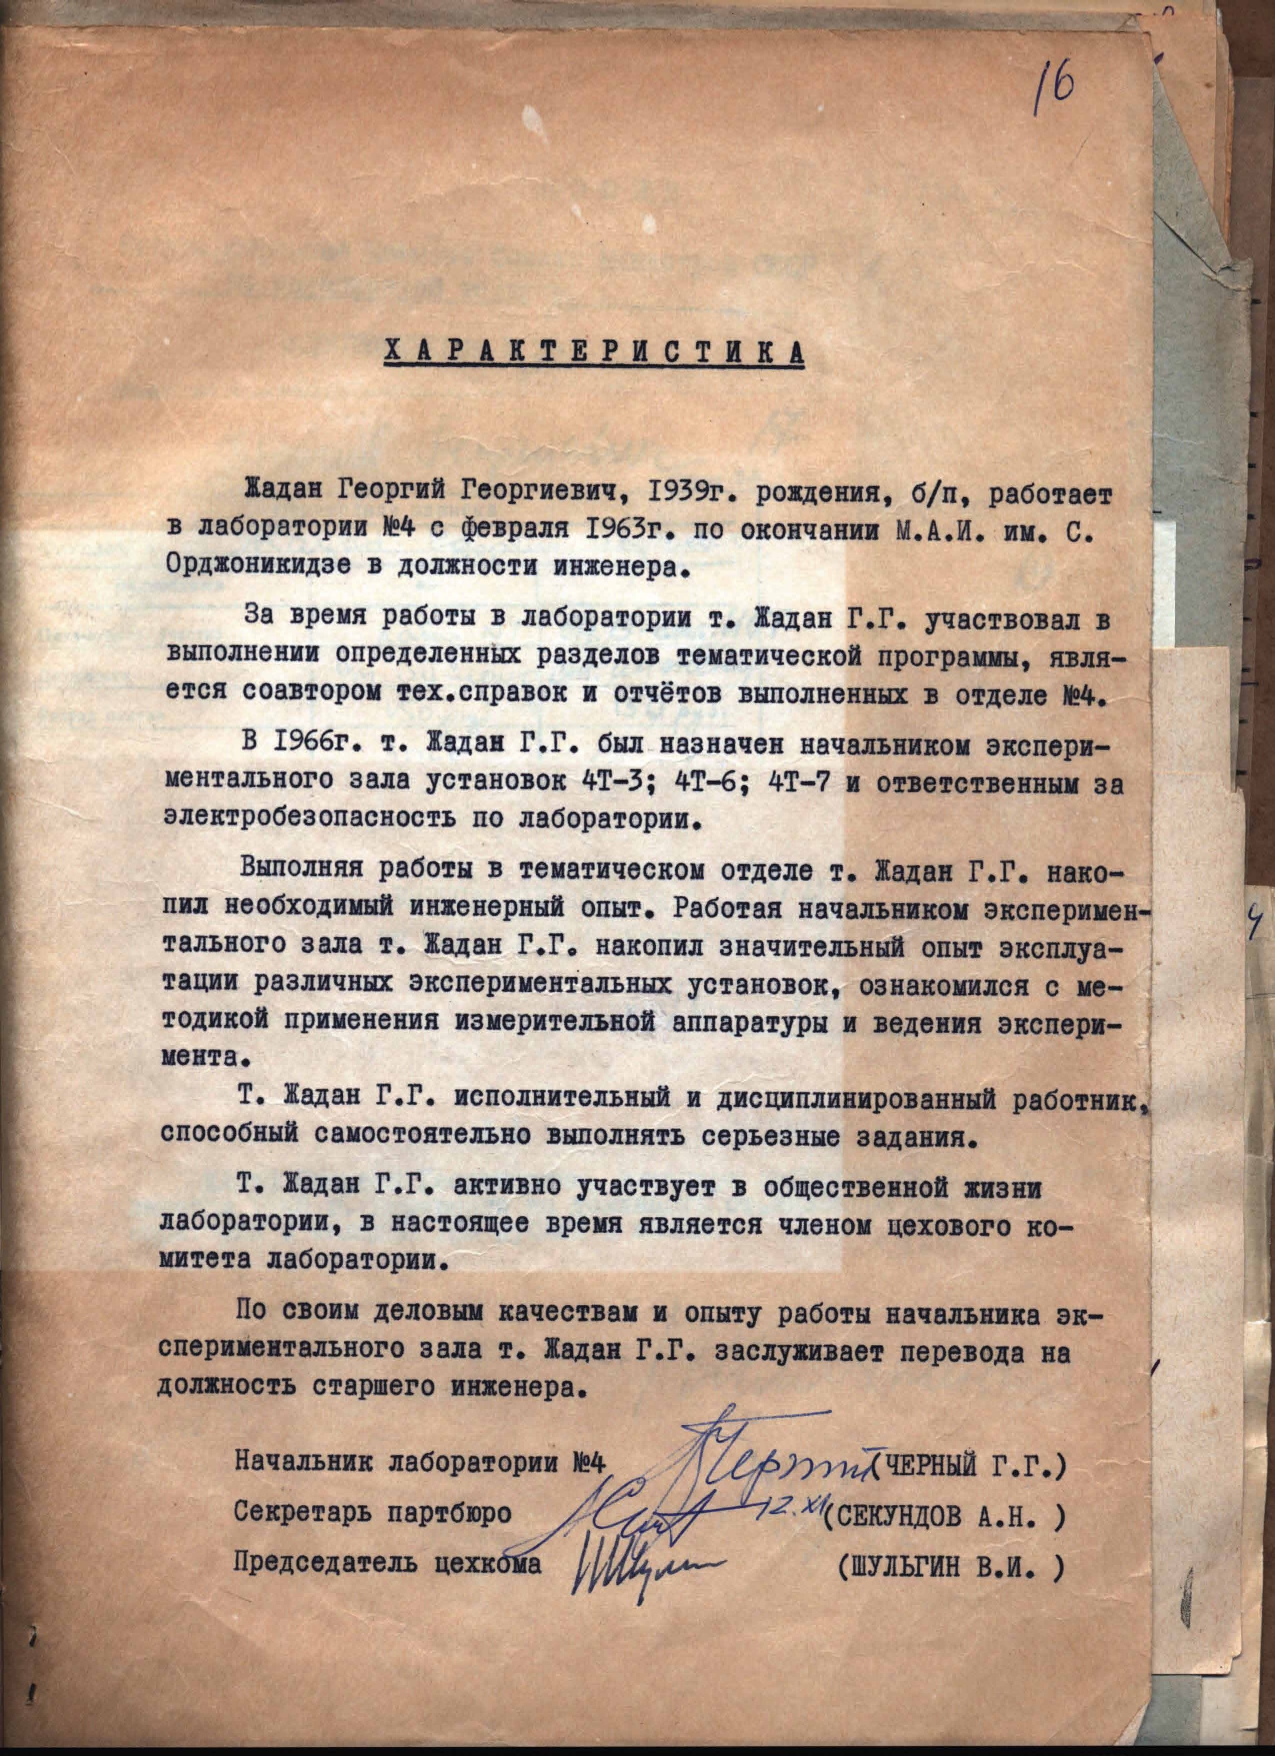 16
ХАРАКТЕРИСТИКА
Жадан Георгий Георгиевич, 1939г. рождения, б/п, работает
в лаборатории №4 с февраля 1963г. по окончании М.А.И. им. С.
Орджоникидзе в должности инженера.
За время работы в лаборатории т. Жадан Г.Г. участвовал в
выполнении определенных разделов тематической программы, явля-
ется соавтором тех.справок и отчётов выполненных в отделе №4.
В 1966г. т. Жадан Г.Г. был назначен начальником экспери-
ментального зала установок 4Т-3; 4Т-6; 4Т-7 и ответственным за
электробезопасность по лаборатории.
Выполняя работы в тематическом отделе т. Жадан Г.Г. нако-
пил необходимый инженерный опыт. Работая начальником эксперимен-
тального зала т. Жадан Г.Г. накопил значительный опыт эксплуа-
тации различных экспериментальных установок, ознакомился с ме-
тодикой применения измерительной аппаратуры и ведения экспери-
мента.
Т. Жадан Г.Г. исполнительный и дисциплинированный работник,
способный самостоятельно выполнять серьезные задания.
Т. Жадан Г.Г. активно участвует в общественной жизни
лаборатории, в настоящее время является членом цехового ко-
митета лаборатории.
По своим деловым качествам и опыту работы начальника эк-
спериментального зала т. Жадан Г.Г. заслуживает перевода на
должность старшего инженера.
Начальник лаборатории №4 (ЧЕРНЫЙ Г.Г.)
Секретарь партбюро 12.XI (СЕКУНДОВ А.Н. )
Председатель цехкома (ШУЛЬГИН В.И. )